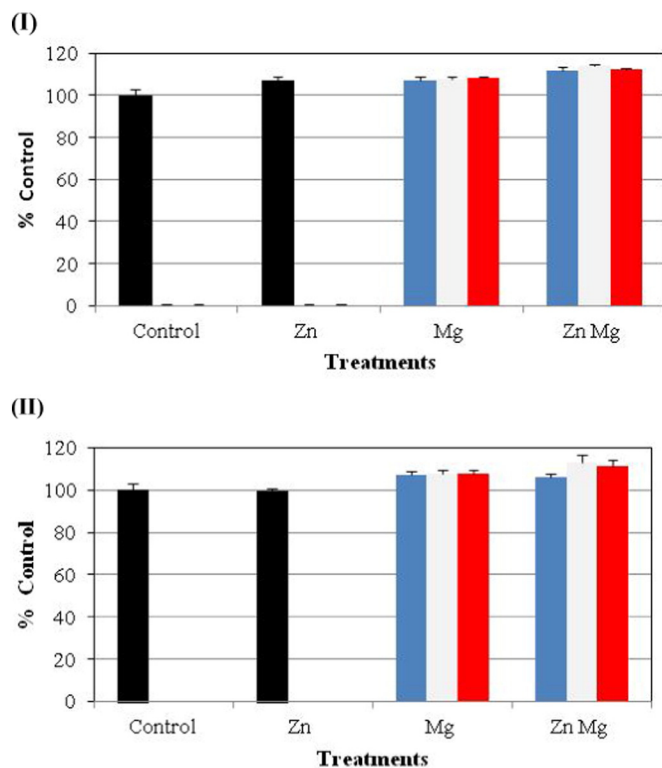 (I)
120
100
80
60
40
20
0
% Control
Control Zn Mg Zn Mg
Treatments
(II)
120
100
80
60
40
20
0
% Control
Control Zn Mg Zn Mg
Treatments